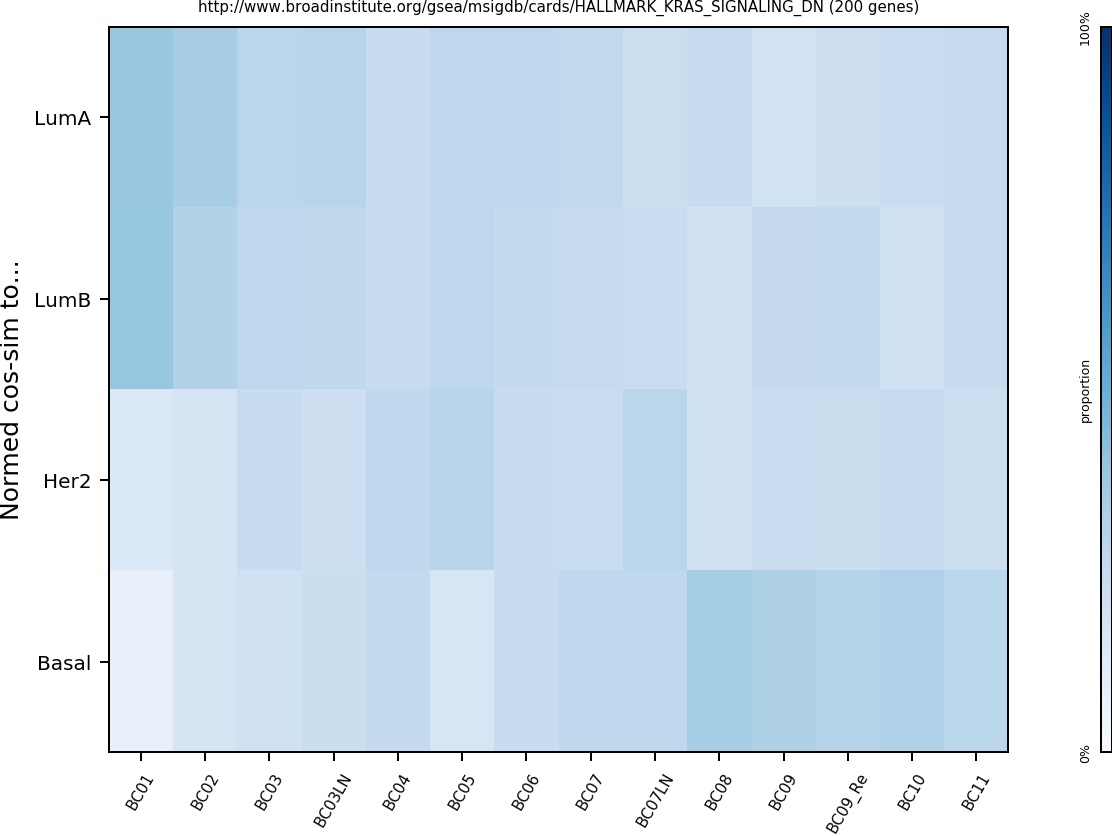 http://www.broadinstitute.org/gsea/msigdb/cards/HALLMARK_KRAS_SIGNALING_DN (200 genes)
Normed cos-sim to...
LumA
LumB
Her2
Basal
BC01
BC02
BC03
BC03LN
BC04
BC05
BC06
BC07
BC07LN
BC08
BC09
BC09_Re
BC10
BC11
100%
proportion
0%